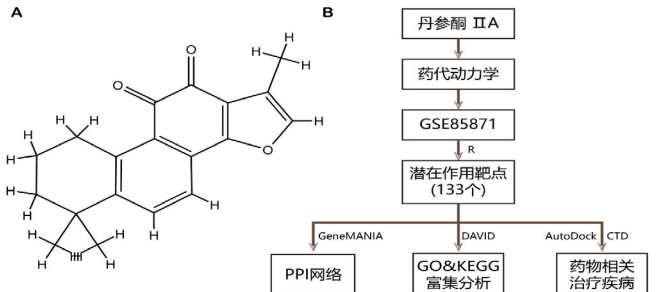 A
B
O
O
H
H
H
H
H
H
H
H
H
H
H
O
H
H
H
H
H
H
H
丹参酮 ⅡA
药代动力学
GSE85871
R
潜在作用靶点
(133个)
GeneMANIA
DAVID
AutoDock
CTD
PPI网络
GO&KEGG
富集分析
药物相关
治疗疾病